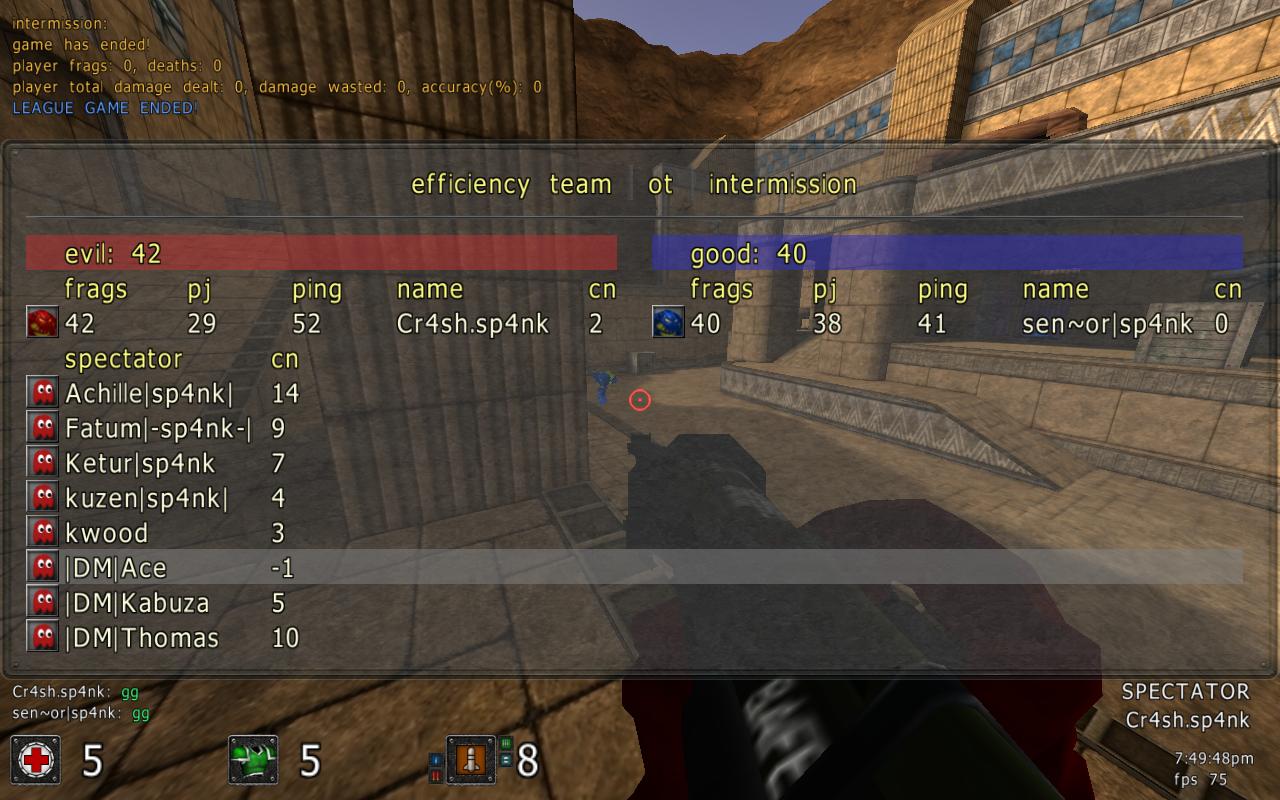 intermission:
game has ended!
player frags: 0, deaths: 0
player total damage dealt: 0, damage wasted: 0, accuracy(%): 0
LEAGUE GAME ENDED!
efficiency team ot intermission
evil: 42
good: 40
frags pj ping name cn
42 29 52 Cr4sh.sp4nk 2
frags pj ping name cn
40 38 41 sen~or|sp4nk 0
spectator cn
Achille|sp4nk| 14
Fatum|-sp4nk-| 9
Ketur|sp4nk 7
kuzen|sp4nk| 4
kwood 3
|DM|Ace -1
|DM|Kabuza 5
|DM|Thomas 10
Cr4sh.sp4nk: gg
sen~or|sp4nk: gg
SPECTATOR
Cr4sh.sp4nk
5 5 8
7:49:48pm
fps 75